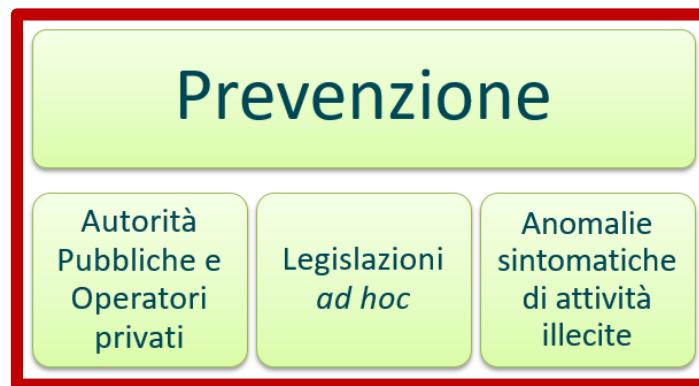 Prevenzione
Autorità
Pubbliche e
Operatori
privati
Legislazioni
ad hoc
Anomalie
sintomatiche
di attività
illecite